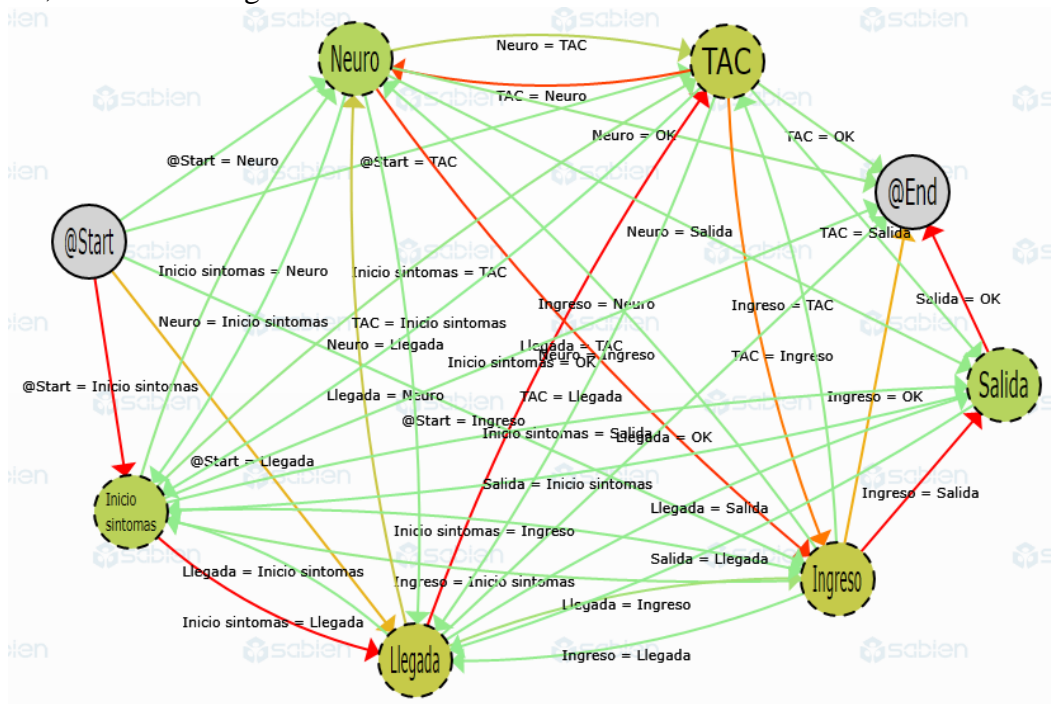 Neuro
TAC
Neuro = TAC
TAC = Neuro
sabien
sabien
sabien
Neuro = OK
TAC = OK
@Start = Neuro
@Start = TAC
@End
@Start
Neuro = Salida
TAC = Salida
Inicio sintomas = Neuro
Inicio sintomas = TAC
Ingreso = Neuro
Ingreso = TAC
Salida = OK
Neuro = Inicio sintomas
TAC = Inicio sintomas
Neuro = Llegada
Llegada = TAC
Neuro = Ingreso
TAC = Ingreso
Inicio sintomas = OK
@Start = Inicio sintomas
Salida
Llegada = Neuro
TAC = Llegada
Ingreso = OK
@Start = Ingreso
Inicio sintomas = Salida
Llegada = OK
@Start = Llegada
Salida = Inicio sintomas
Ingreso = Salida
Inicio
sintomas
Llegada = Salida
Inicio sintomas = Ingreso
Salida = Llegada
Llegada = Inicio sintomas
Ingreso = Inicio sintomas
Ingreso
Llegada = Ingreso
Inicio sintomas = Llegada
Llegada
Ingreso = Llegada
sabien
sabien